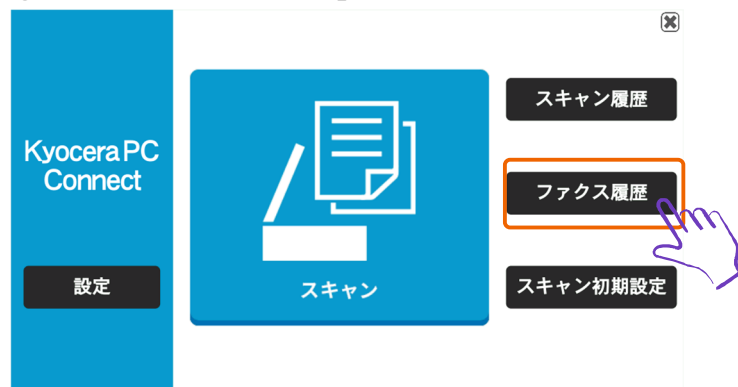 Kyocera PC
Connect
設定
スキャン
スキャン履歴
ファクス履歴
スキャン初期設定